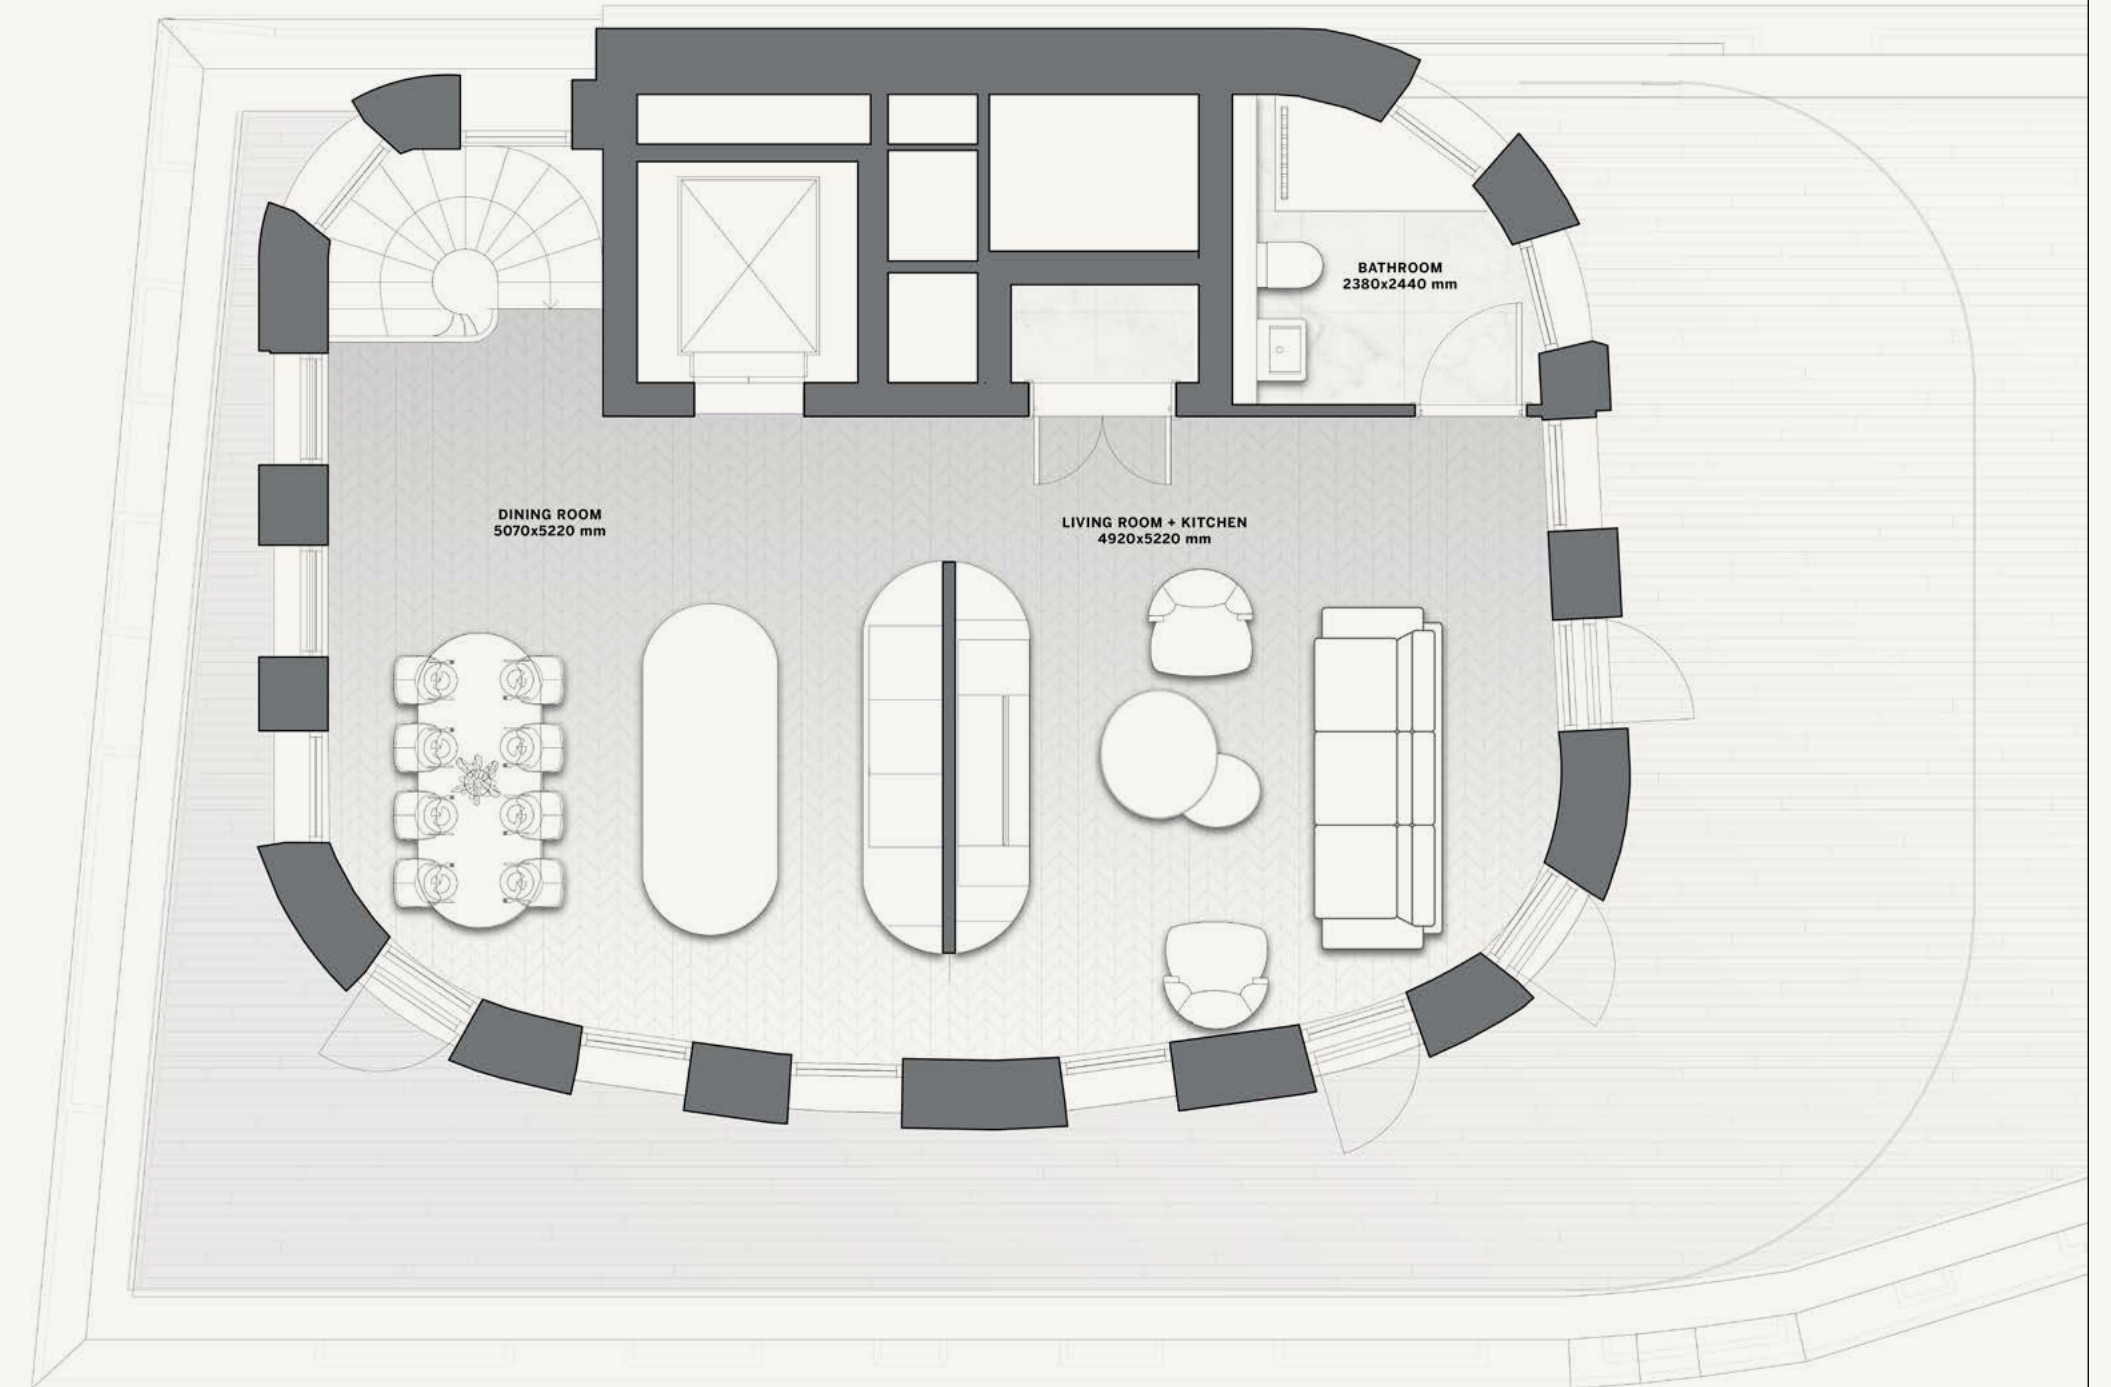 BATHROOM
2380x2440 mm
DINING ROOM
5070x5220 mm
LIVING ROOM + KITCHEN
4920x5220 mm